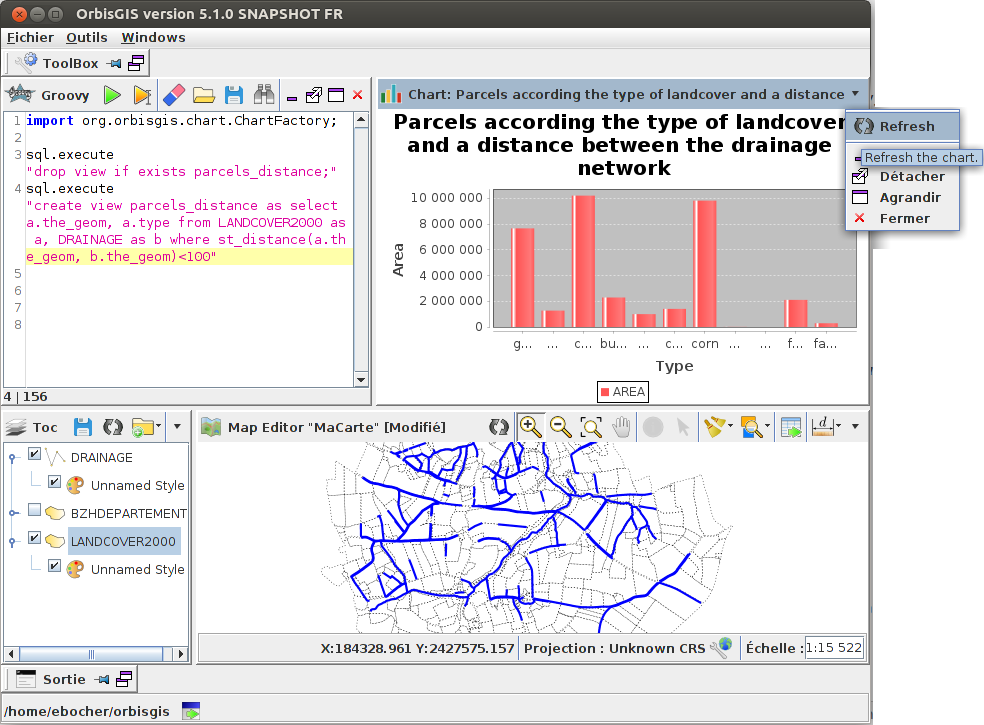 OrbisGIS version 5.1.0 SNAPSHOT FR
Fichier Outils Windows
ToolBox
Groovy
1 import org.orbisgis.chart.ChartFactory;
2
3 sql.execute
"drop view if exists parcels_distance;"
4 sql.execute
"create view parcels_distance as select
a.the_geom, a.type from LANDCOVER2000 as
a, DRAINAGE as b where st_distance(a.th
e_geom, b.the_geom)<100"
5
6
7
8
4 | 156
Chart: Parcels according the type of landcover and a distance
Parcels according the type of landcover
and a distance between the drainage
network
Area
10 000 000
8 000 000
6 000 000
4 000 000
2 000 000
0
g... ... c... bu... ... c... corn ... ... f... fa...
Type
AREA
Refresh
Refresh the chart.
Détacher
Agrandir
Fermer
Toc
DRAINAGE
Unnamed Style
BZHDEPARTEMENT
LANDCOVER2000
Unnamed Style
Map Editor "MaCarte" [Modifié]
d
X:184328.961 Y:2427575.157 Projection : Unknown CRS Échelle : 1:15 522
Sortie
/home/ebocher/orbisgis